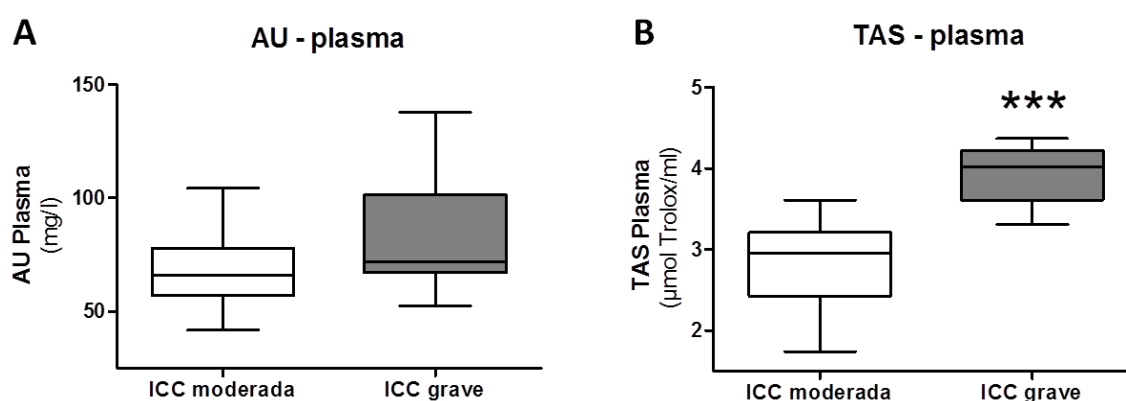 A
AU - plasma
AU Plasma
(mg/l)
150
100
50
ICC moderada
ICC grave
B
TAS - plasma
TAS Plasma
(µmol Trolox/ml)
5
4
3
2
***
ICC moderada
ICC grave